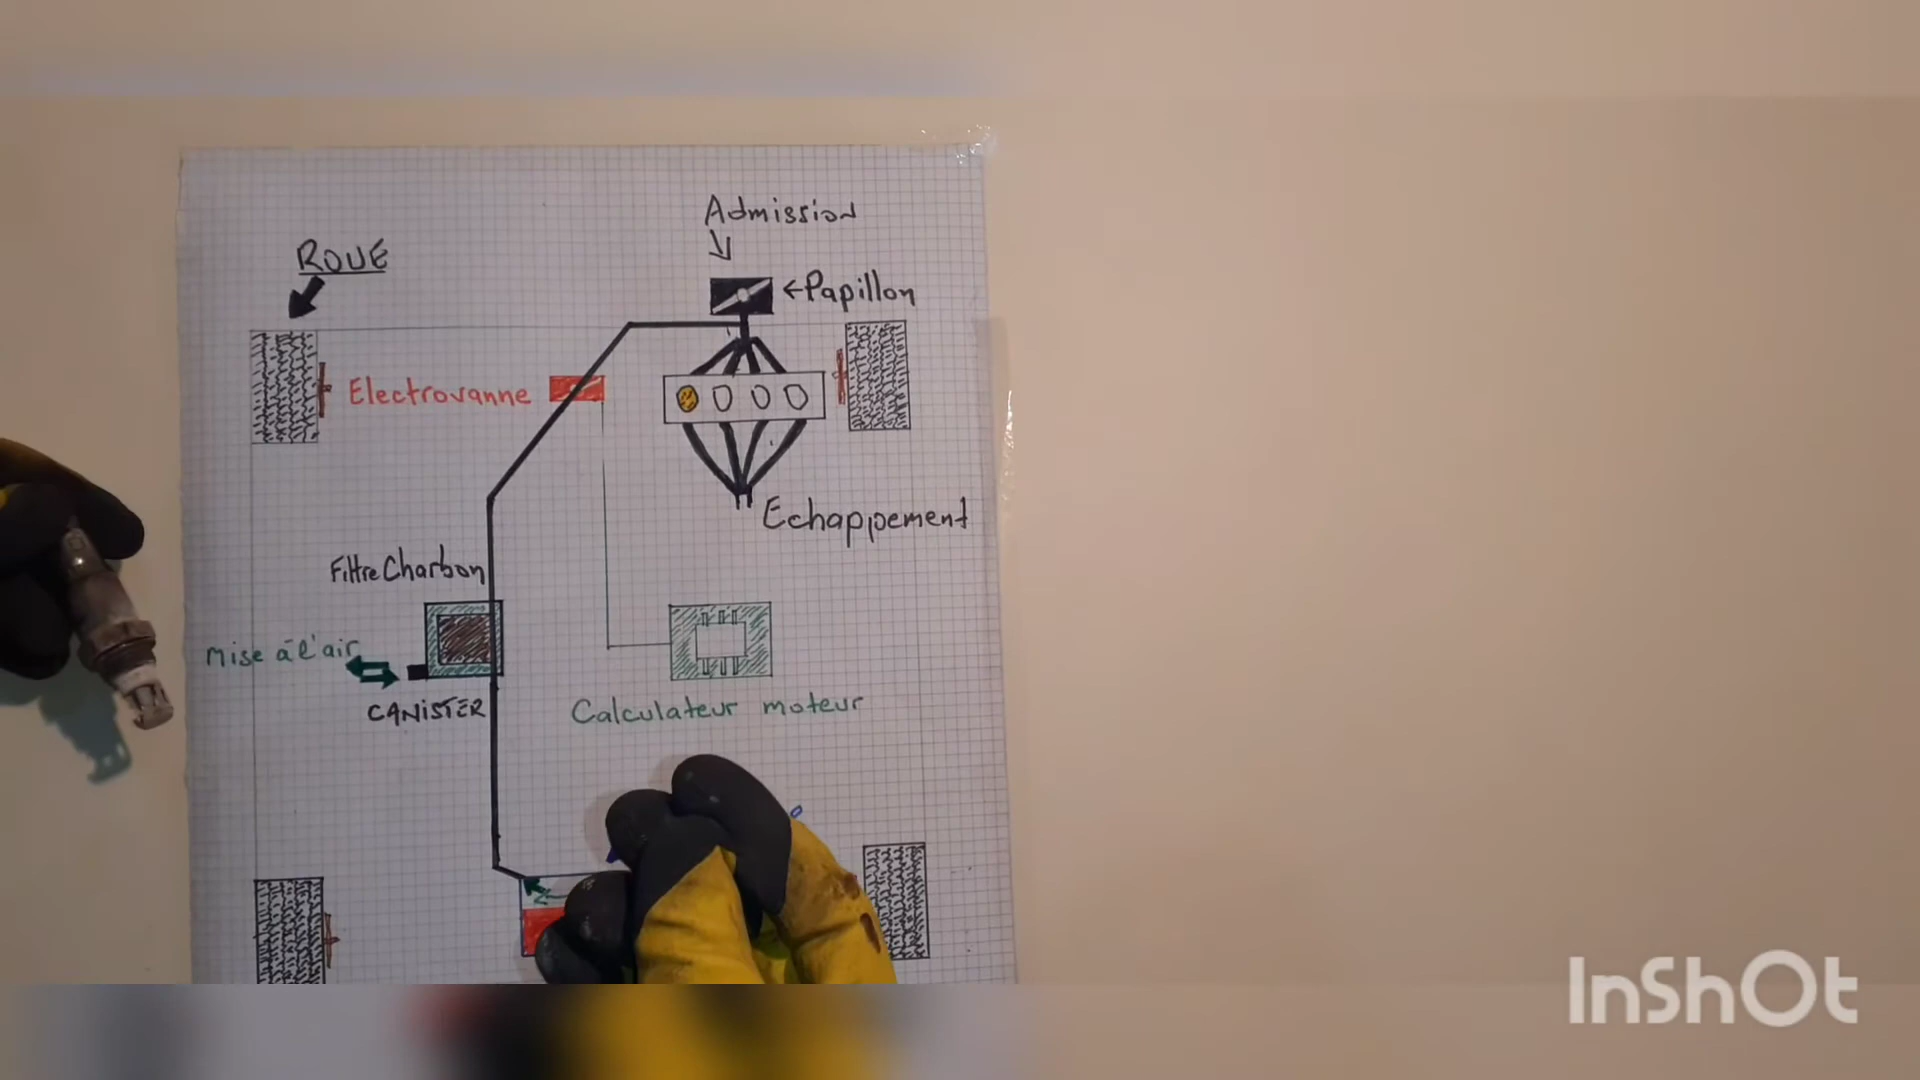 Admission
ROUE
←Papillon
Electrovanne
Echappement
Filtre Charbon
Mise à l'air
CANiSTER
Calculateur moteur
InShOt